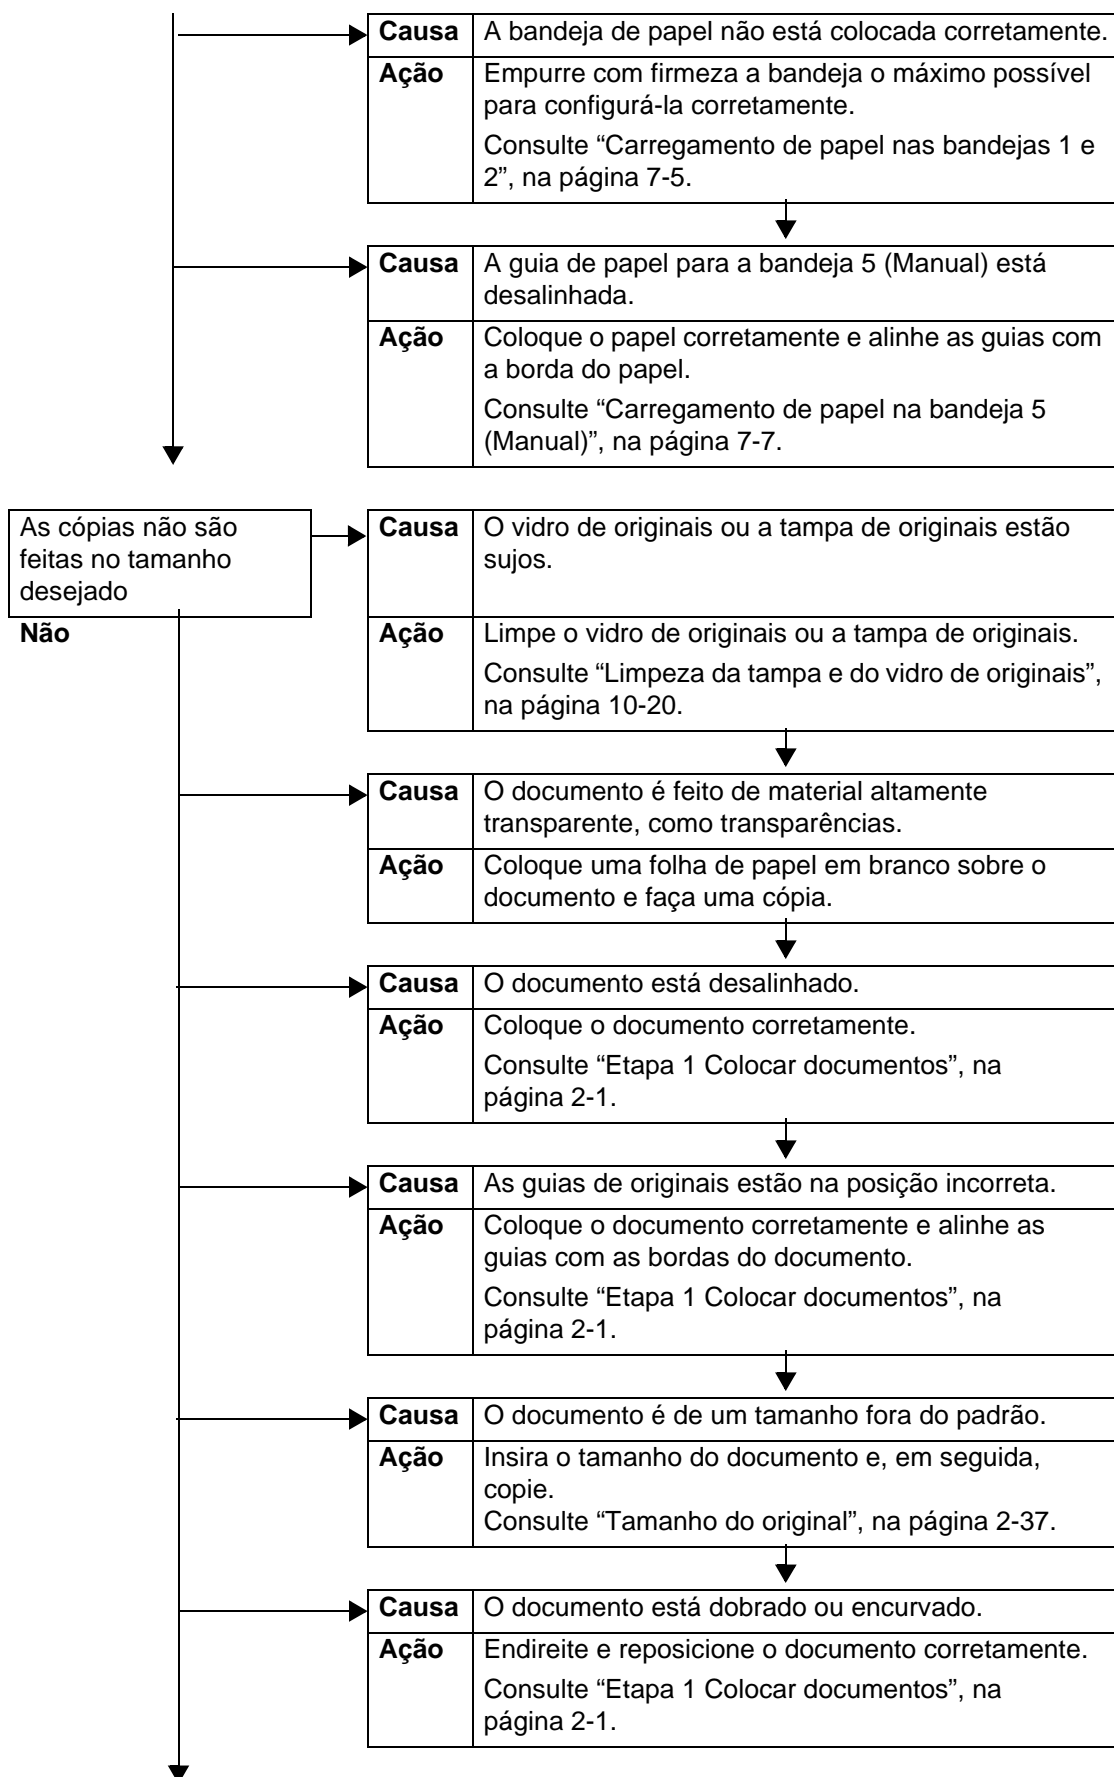 Causa A bandeja de papel não está colocada corretamente.
Ação Empurre com firmeza a bandeja o máximo possível
para configurá-la corretamente.
Consulte “Carregamento de papel nas bandejas 1 e
2”, na página 7-5.
Causa A guia de papel para a bandeja 5 (Manual) está
desalinhada.
Ação Coloque o papel corretamente e alinhe as guias com
a borda do papel.
Consulte “Carregamento de papel na bandeja 5
(Manual)”, na página 7-7.
As cópias não são
feitas no tamanho
desejado
Não
Causa O vidro de originais ou a tampa de originais estão
sujos.
Ação Limpe o vidro de originais ou a tampa de originais.
Consulte “Limpeza da tampa e do vidro de originais”,
na página 10-20.
Causa O documento é feito de material altamente
transparente, como transparências.
Ação Coloque uma folha de papel em branco sobre o
documento e faça uma cópia.
Causa O documento está desalinhado.
Ação Coloque o documento corretamente.
Consulte “Etapa 1 Colocar documentos”, na
página 2-1.
Causa As guias de originais estão na posição incorreta.
Ação Coloque o documento corretamente e alinhe as
guias com as bordas do documento.
Consulte “Etapa 1 Colocar documentos”, na
página 2-1.
Causa O documento é de um tamanho fora do padrão.
Ação Insira o tamanho do documento e, em seguida,
copie.
Consulte “Tamanho do original”, na página 2-37.
Causa O documento está dobrado ou encurvado.
Ação Endireite e reposicione o documento corretamente.
Consulte “Etapa 1 Colocar documentos”, na
página 2-1.